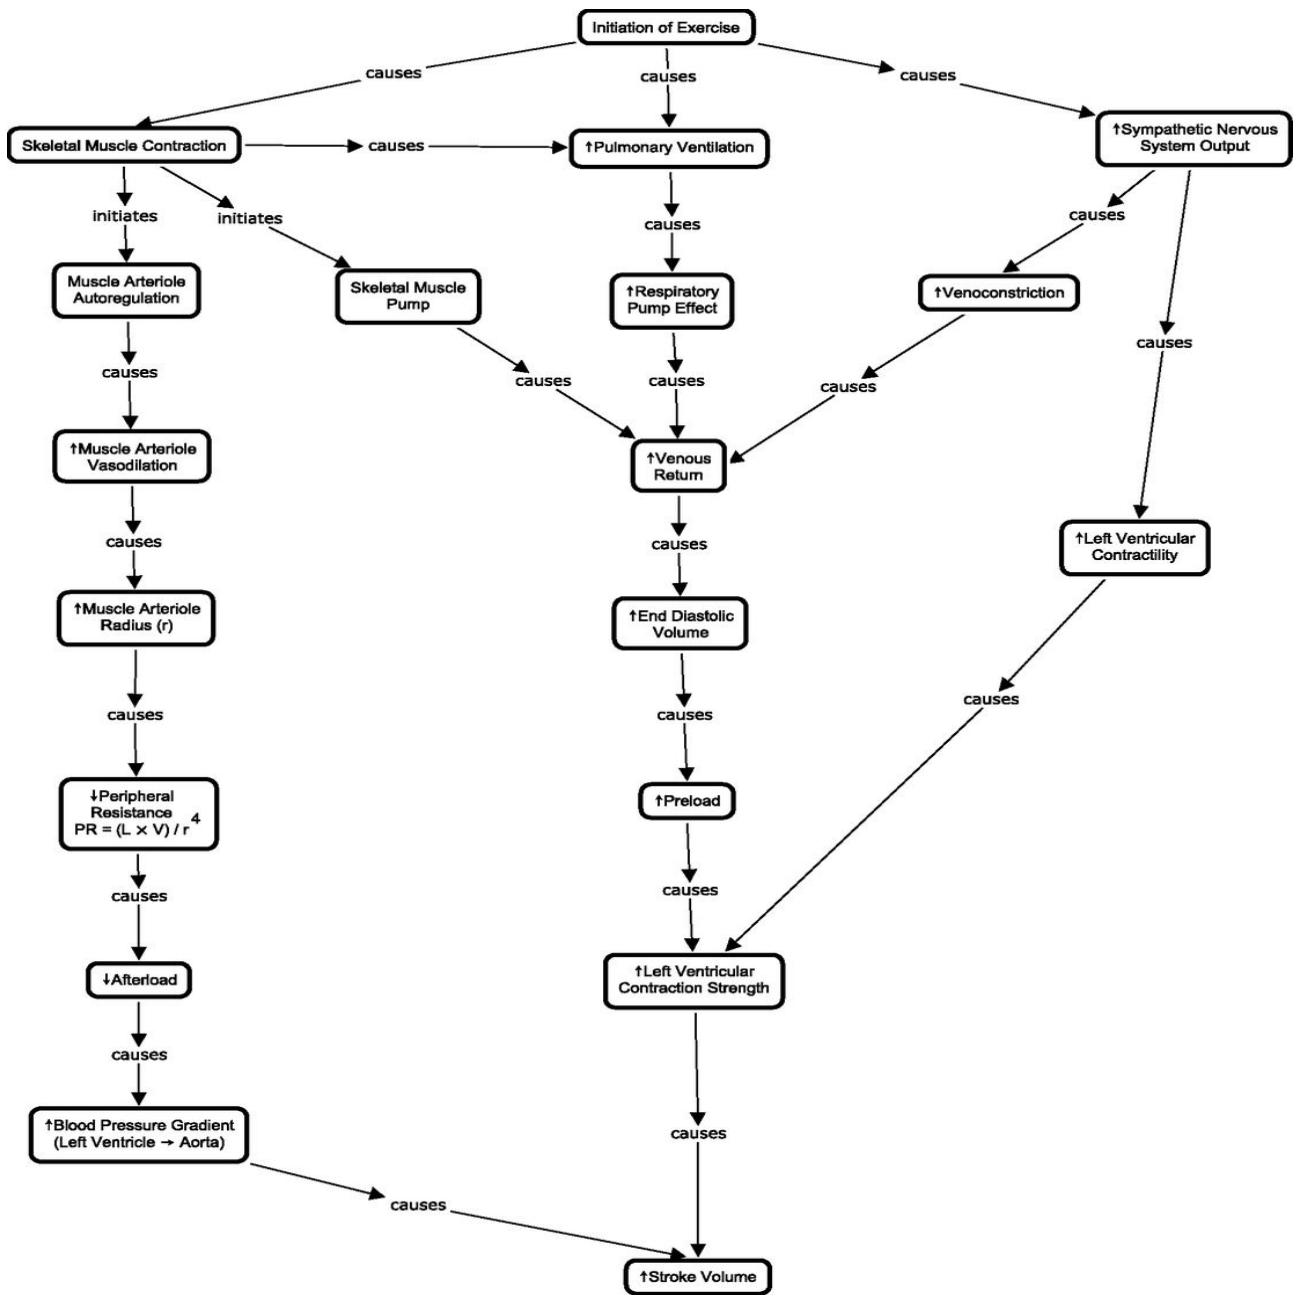 Initiation of Exercise
causes
causes
causes
Skeletal Muscle Contraction
causes
↑Pulmonary Ventilation
↑Sympathetic Nervous
System Output
initiates
initiates
causes
causes
Muscle Arteriole
Autoregulation
Skeletal Muscle
Pump
↑Respiratory
Pump Effect
↑Venoconstriction
causes
causes
causes
causes
causes
↑Muscle Arteriole
Vasodilation
↑Venous
Return
causes
causes
↑Left Ventricular
Contractility
↑Muscle Arteriole
Radius (r)
↑End Diastolic
Volume
causes
causes
causes
↓Peripheral
Resistance
PR = (L × V) / r⁴
↑Preload
causes
causes
↓Afterload
↑Left Ventricular
Contraction Strength
causes
↑Blood Pressure Gradient
(Left Ventricle → Aorta)
causes
causes
↑Stroke Volume